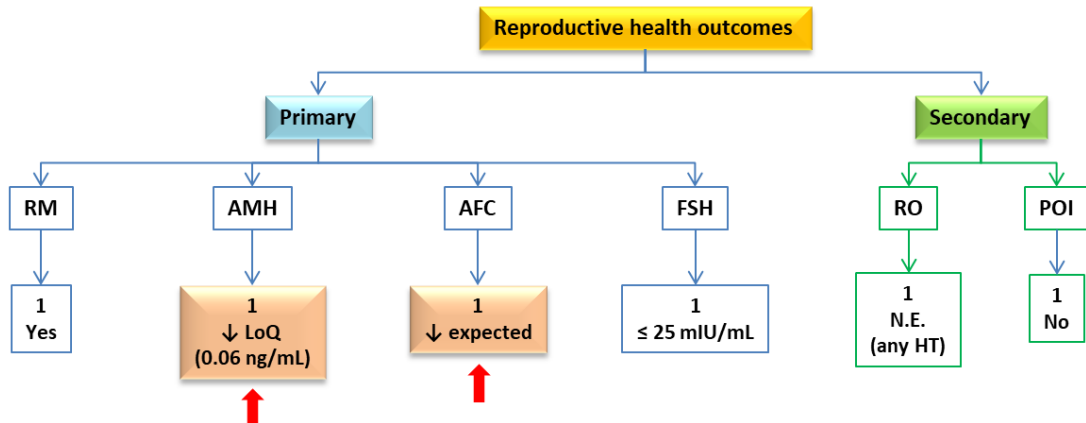 Reproductive health outcomes
Primary
Secondary
RM
AMH
AFC
FSH
RO
POI
1
Yes
1
↓ LoQ
(0.06 ng/mL)
1
↓ expected
1
≤ 25 mIU/mL
1
N.E.
(any HT)
1
No